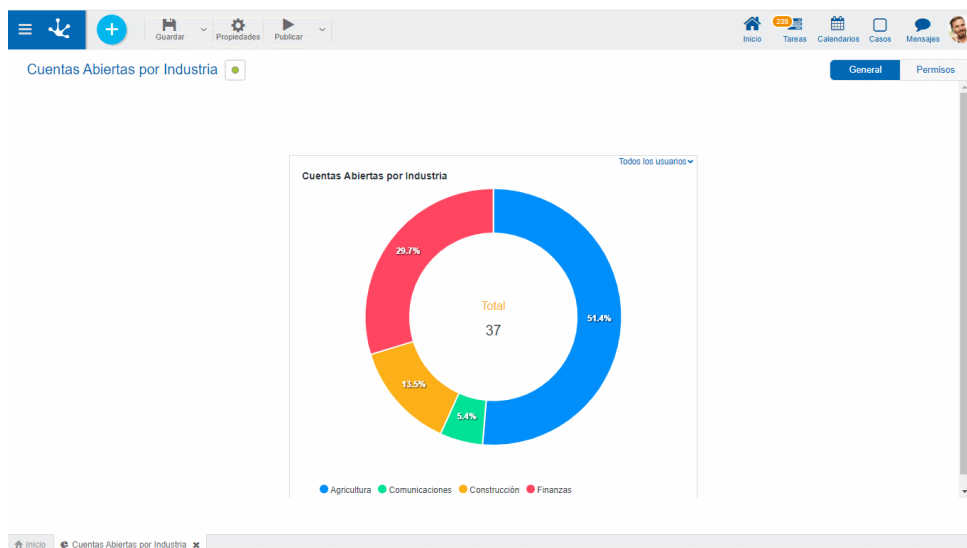 Guardar
Propiedades
Publicar
Inicio
238
Tareas
Calendarios
Casos
Mensajes
Cuentas Abiertas por Industria
General
Permisos
Todos los usuarios
Cuentas Abiertas por Industria
29.7%
Total
37
51.4%
13.5%
5.4%
Agricultura Comunicaciones Construcción Finanzas
Inicio
Cuentas Abiertas por Industria